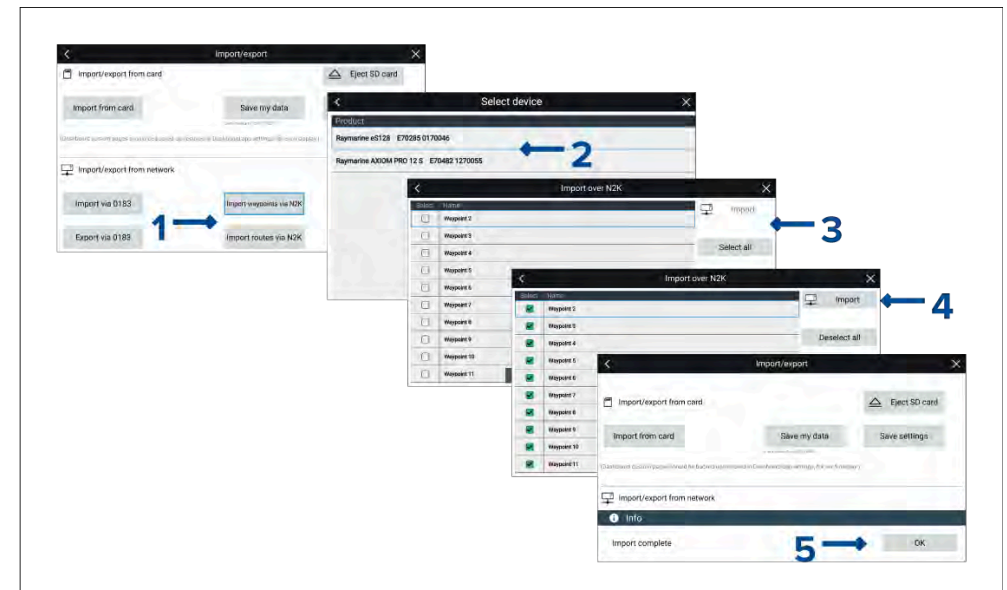 Import/export
Import/export from card
Eject SD card
Import from card
Save my data
Import/export from network
Import via 0183
Import waypoints via N2K
Export via 0183
Import routes via N2K
1
Select device
Product
Raymarine eS128 E70285 0170046
Raymarine AXIOM PRO 12 S E70482 1270055
2
Import over N2K
Select Name
Import
Waypoint 2
Waypoint 3
Waypoint 4
Waypoint 5
Waypoint 6
Waypoint 7
Waypoint 8
Waypoint 9
Waypoint 10
Waypoint 11
Select all
3
Import over N2K
Select Name
Import
Waypoint 2
Waypoint 3
Waypoint 4
Waypoint 5
Waypoint 6
Waypoint 7
Waypoint 8
Waypoint 9
Waypoint 10
Waypoint 11
Deselect all
4
Import/export
Import/export from card
Eject SD card
Import from card
Save my data
Save settings
Import/export from network
Info
Import complete
OK
5